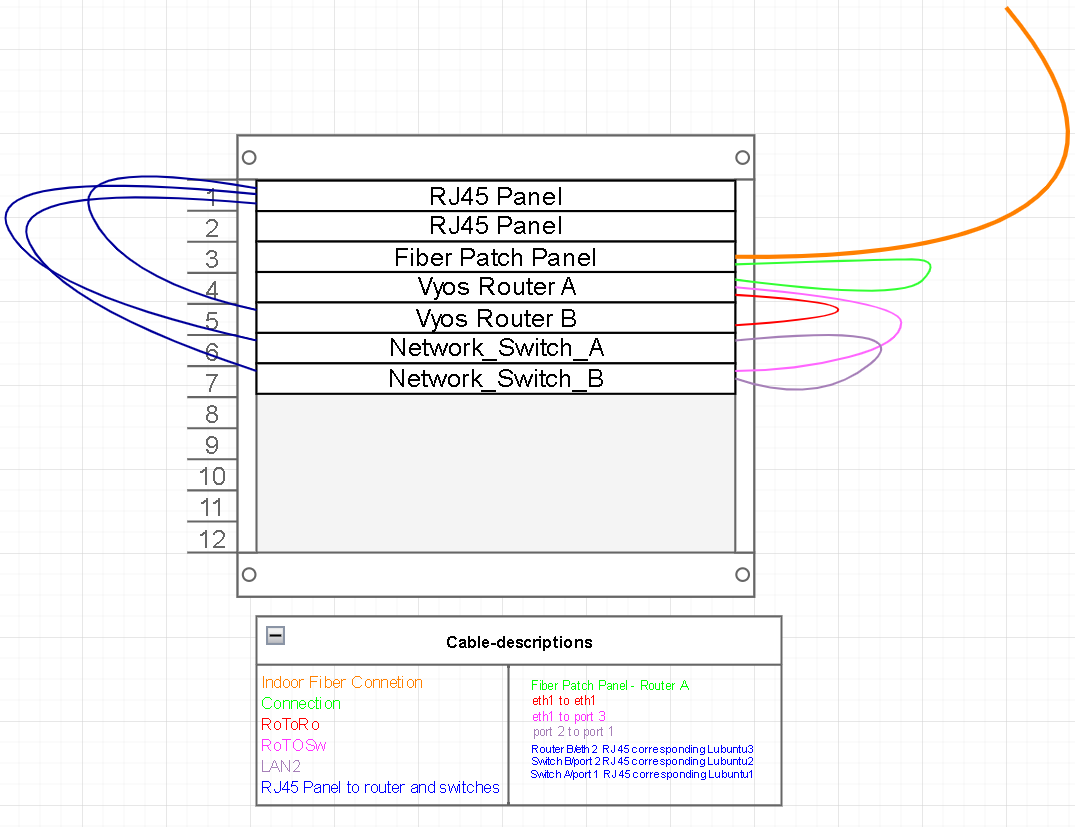 1 RJ45 Panel
2 RJ45 Panel
3 Fiber Patch Panel
4 Vyos Router A
5 Vyos Router B
6 Network_Switch_A
7 Network_Switch_B
8
9
10
11
12
Cable-descriptions
Indoor Fiber Connetion
Connection
RoToRo
RoTOSw
LAN2
RJ45 Panel to router and switches
Fiber Patch Panel - Router A
eth1 to eth1
eth1 to port 3
port 2 to port 1
Router B/eth 2 RJ45 corresponding Lubuntu3
Switch B/port 2 RJ45 corresponding Lubuntu2
Switch A/port 1 RJ45 corresponding Lubuntu1